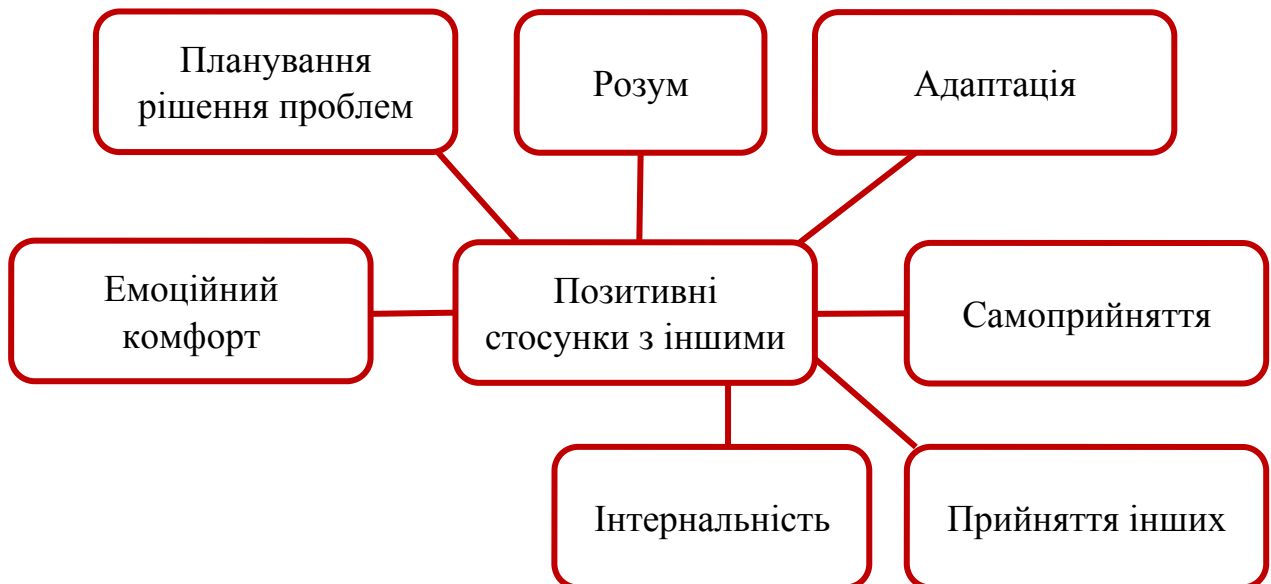 Планування
рішення проблем
Розум
Адаптація
Емоційний
комфорт
Позитивні
стосунки з іншими
Самоприйняття
Інтернальність
Прийняття інших